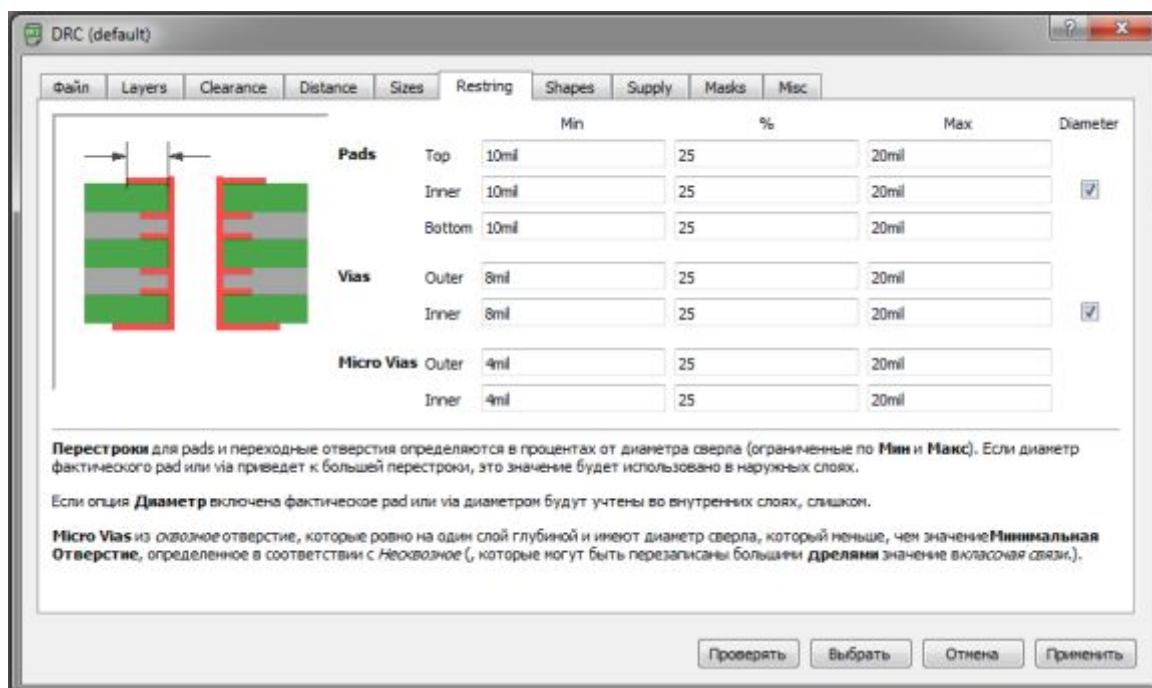 DRC (default)
Файл Layers Clearance Distance Sizes Restring Shapes Supply Masks Misc
Min % Max Diameter
Pads Top 10mil 25 20mil
Inner 10mil 25 20mil
Bottom 10mil 25 20mil
Vias Outer 8mil 25 20mil
Inner 8mil 25 20mil
Micro Vias Outer 4mil 25 20mil
Inner 4mil 25 20mil
Перестроки для pads и переходные отверстия определяются в процентах от диаметра сверла (ограниченные по Мин и Макс). Если диаметр
фактического pad или via приведет к большей перестроки, это значение будет использовано в наружных слоях.
Если опция Диаметр включена фактическое pad или via диаметром будут учтены во внутренних слоях, слишком.
Micro Vias из сквозное отверстие, которые ровно на один слой глубиной и имеют диаметр сверла, который меньше, чем значение Минимальная
Отверстие, определенное в соответствии с Несквозное (, которые могут быть перезаписаны большими дрелями значение в классах связи.).
Проверять Выбрать Отмена Применить